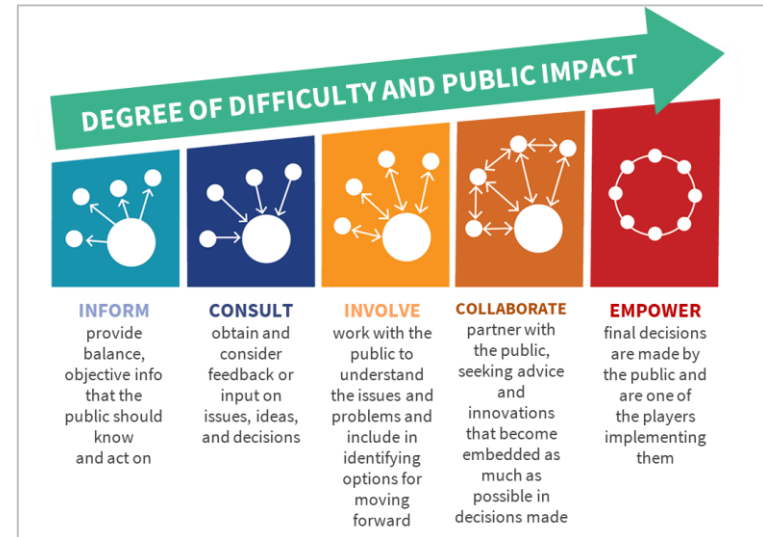 DEGREE OF DIFFICULTY AND PUBLIC IMPACT
INFORM
provide
balance,
objective info
that the
public should
know
and act on
CONSULT
obtain and
consider
feedback or
input on
issues, ideas,
and decisions
INVOLVE
work with the
public to
understand
the issues and
problems and
include in
identifying
options for
moving
forward
COLLABORATE
partner with
the public,
seeking advice
and
innovations
that become
embedded as
much as
possible in
decisions made
EMPOWER
final decisions
are made by
the public and
are one of
the players
implementing
them